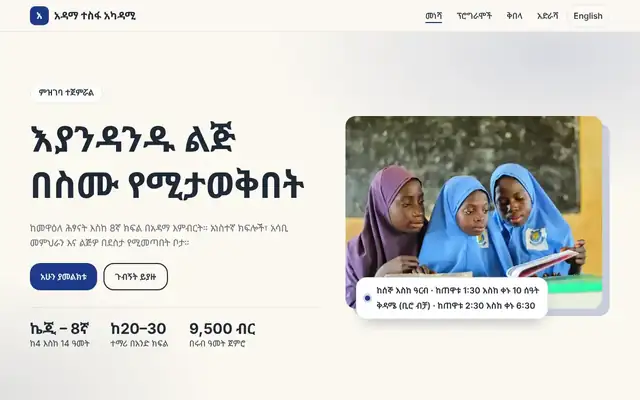 አ አዳማ ተስፋ አካዳሚ
መነሻ ፕሮግራሞች ቅበላ አድራሻ English
ምዝገባ ተጀምሯል
እያንዳንዱ ልጅ
በስሙ የሚታወቅበት
ከመዋዕለ ሕፃናት እስከ 8ኛ ክፍል በአዳማ እምብርት። አነስተኛ ክፍሎች፣ አሳቢ
መምህራን እና ልጅዎ በደስታ የሚመጣበት ቦታ።
አሁን ያመልክቱ ጉብኝት ይያዙ
ኬጂ – 8ኛ ከ20–30 9,500 ብር
ከ4 እስከ 14 ዓመት ተማሪ በአንድ ክፍል በሩብ ዓመት ጀምሮ
ከሰኞ እስከ ዓርብ · ከጠዋቱ 1:30 እስከ ቀኑ 10 ሰዓት
ቅዳሜ (ቢሮ ብቻ) · ከጠዋቱ 2:30 እስከ ቀኑ 6:30